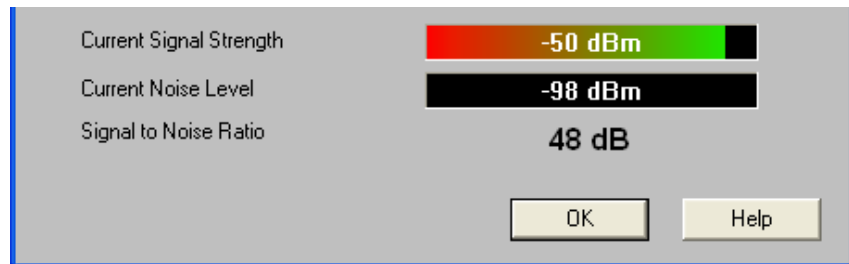 Current Signal Strength -50 dBm
Current Noise Level -98 dBm
Signal to Noise Ratio 48 dB
OK Help